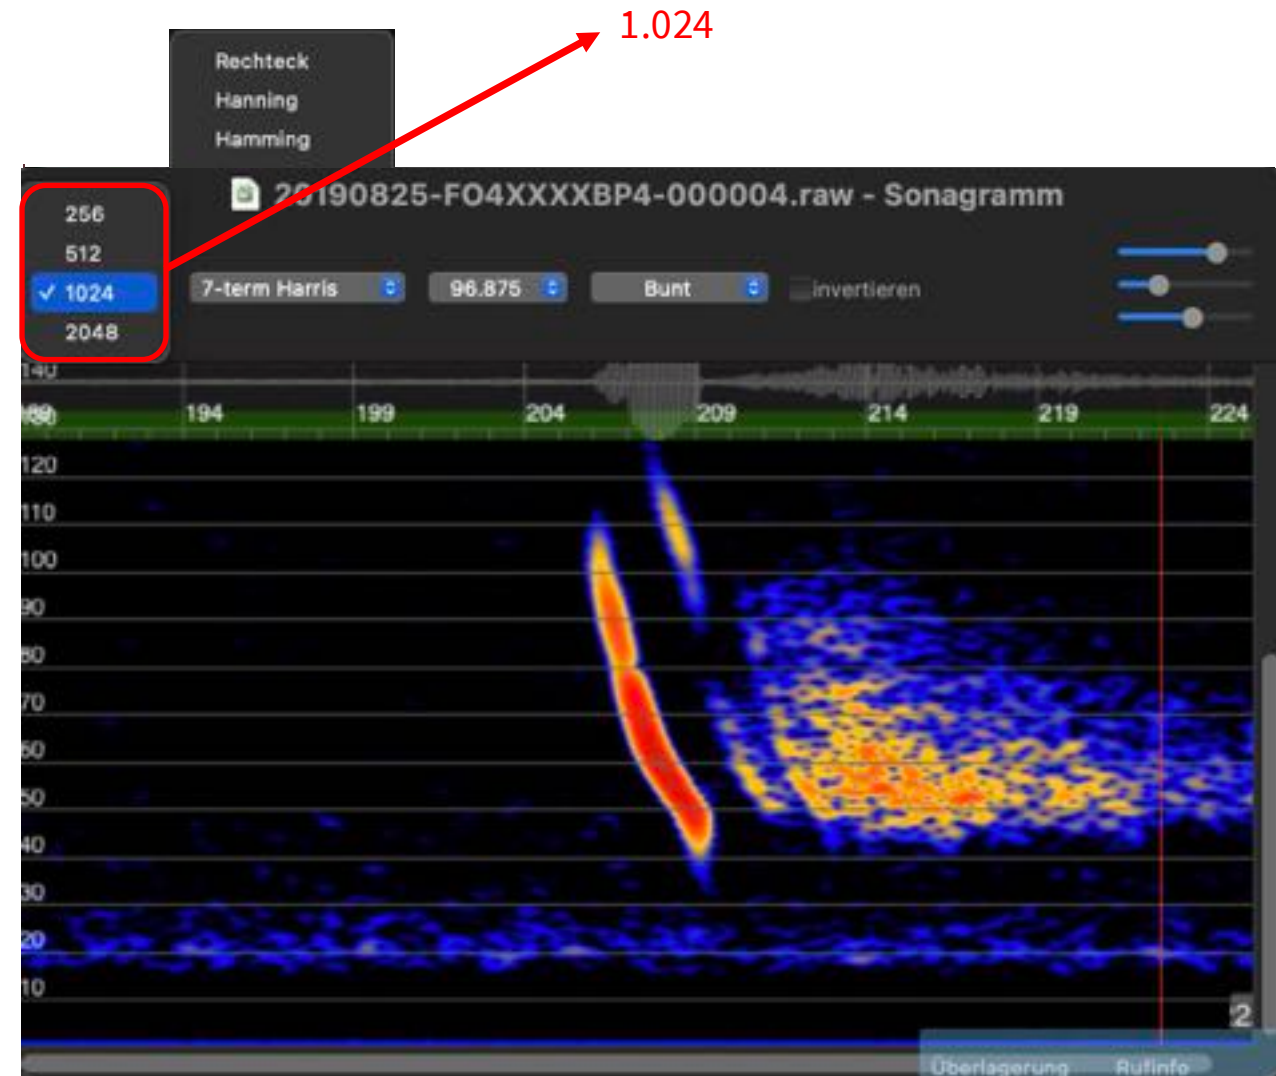 1.024
Rechteck
Hanning
Hamming
20190825-FO4XXXXBP4-000004.raw - Sonagramm
256
512
✓ 1024
2048
7-term Harris
96.875
Bunt
invertieren
140
194 199 204 209 214 219 224
120
110
100
90
80
70
60
50
40
30
20
10
2
Überlagerung Rufinfo